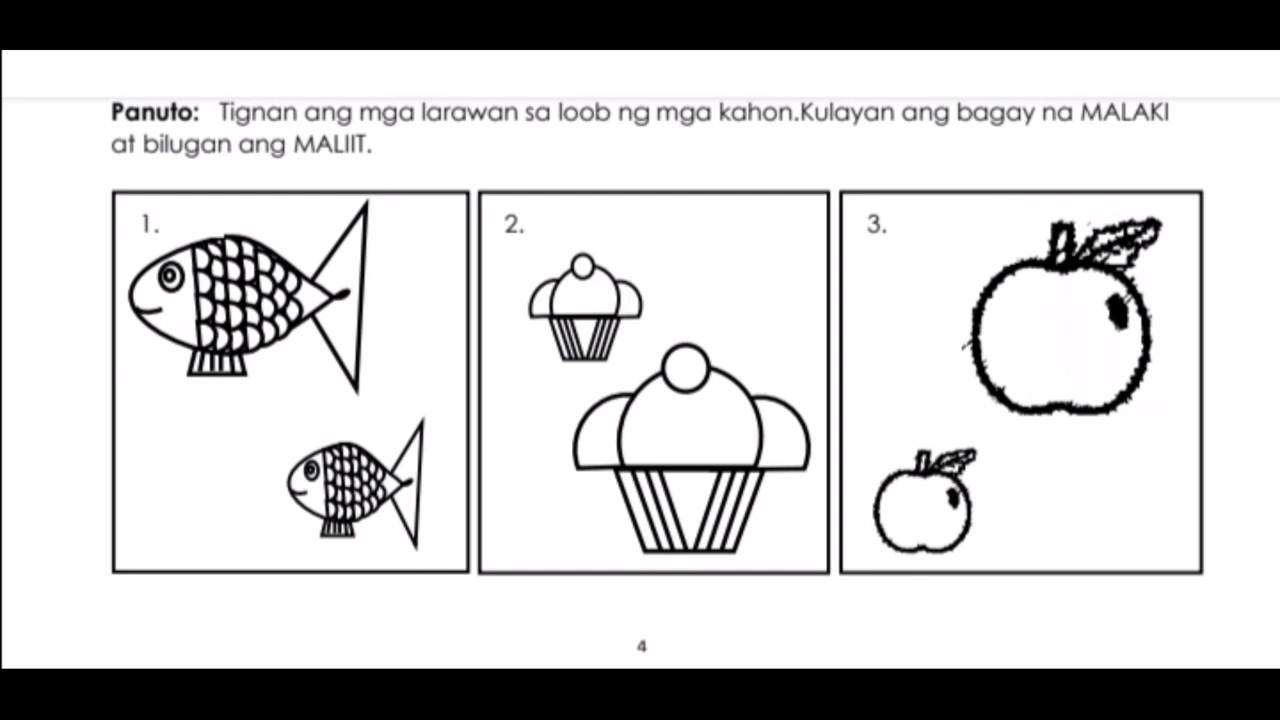 Panuto: Tignan ang mga larawan sa loob ng mga kahon.Kulayan ang bagay na MALAKI
at bilugan ang MALIIT.
1.
2.
3.
4